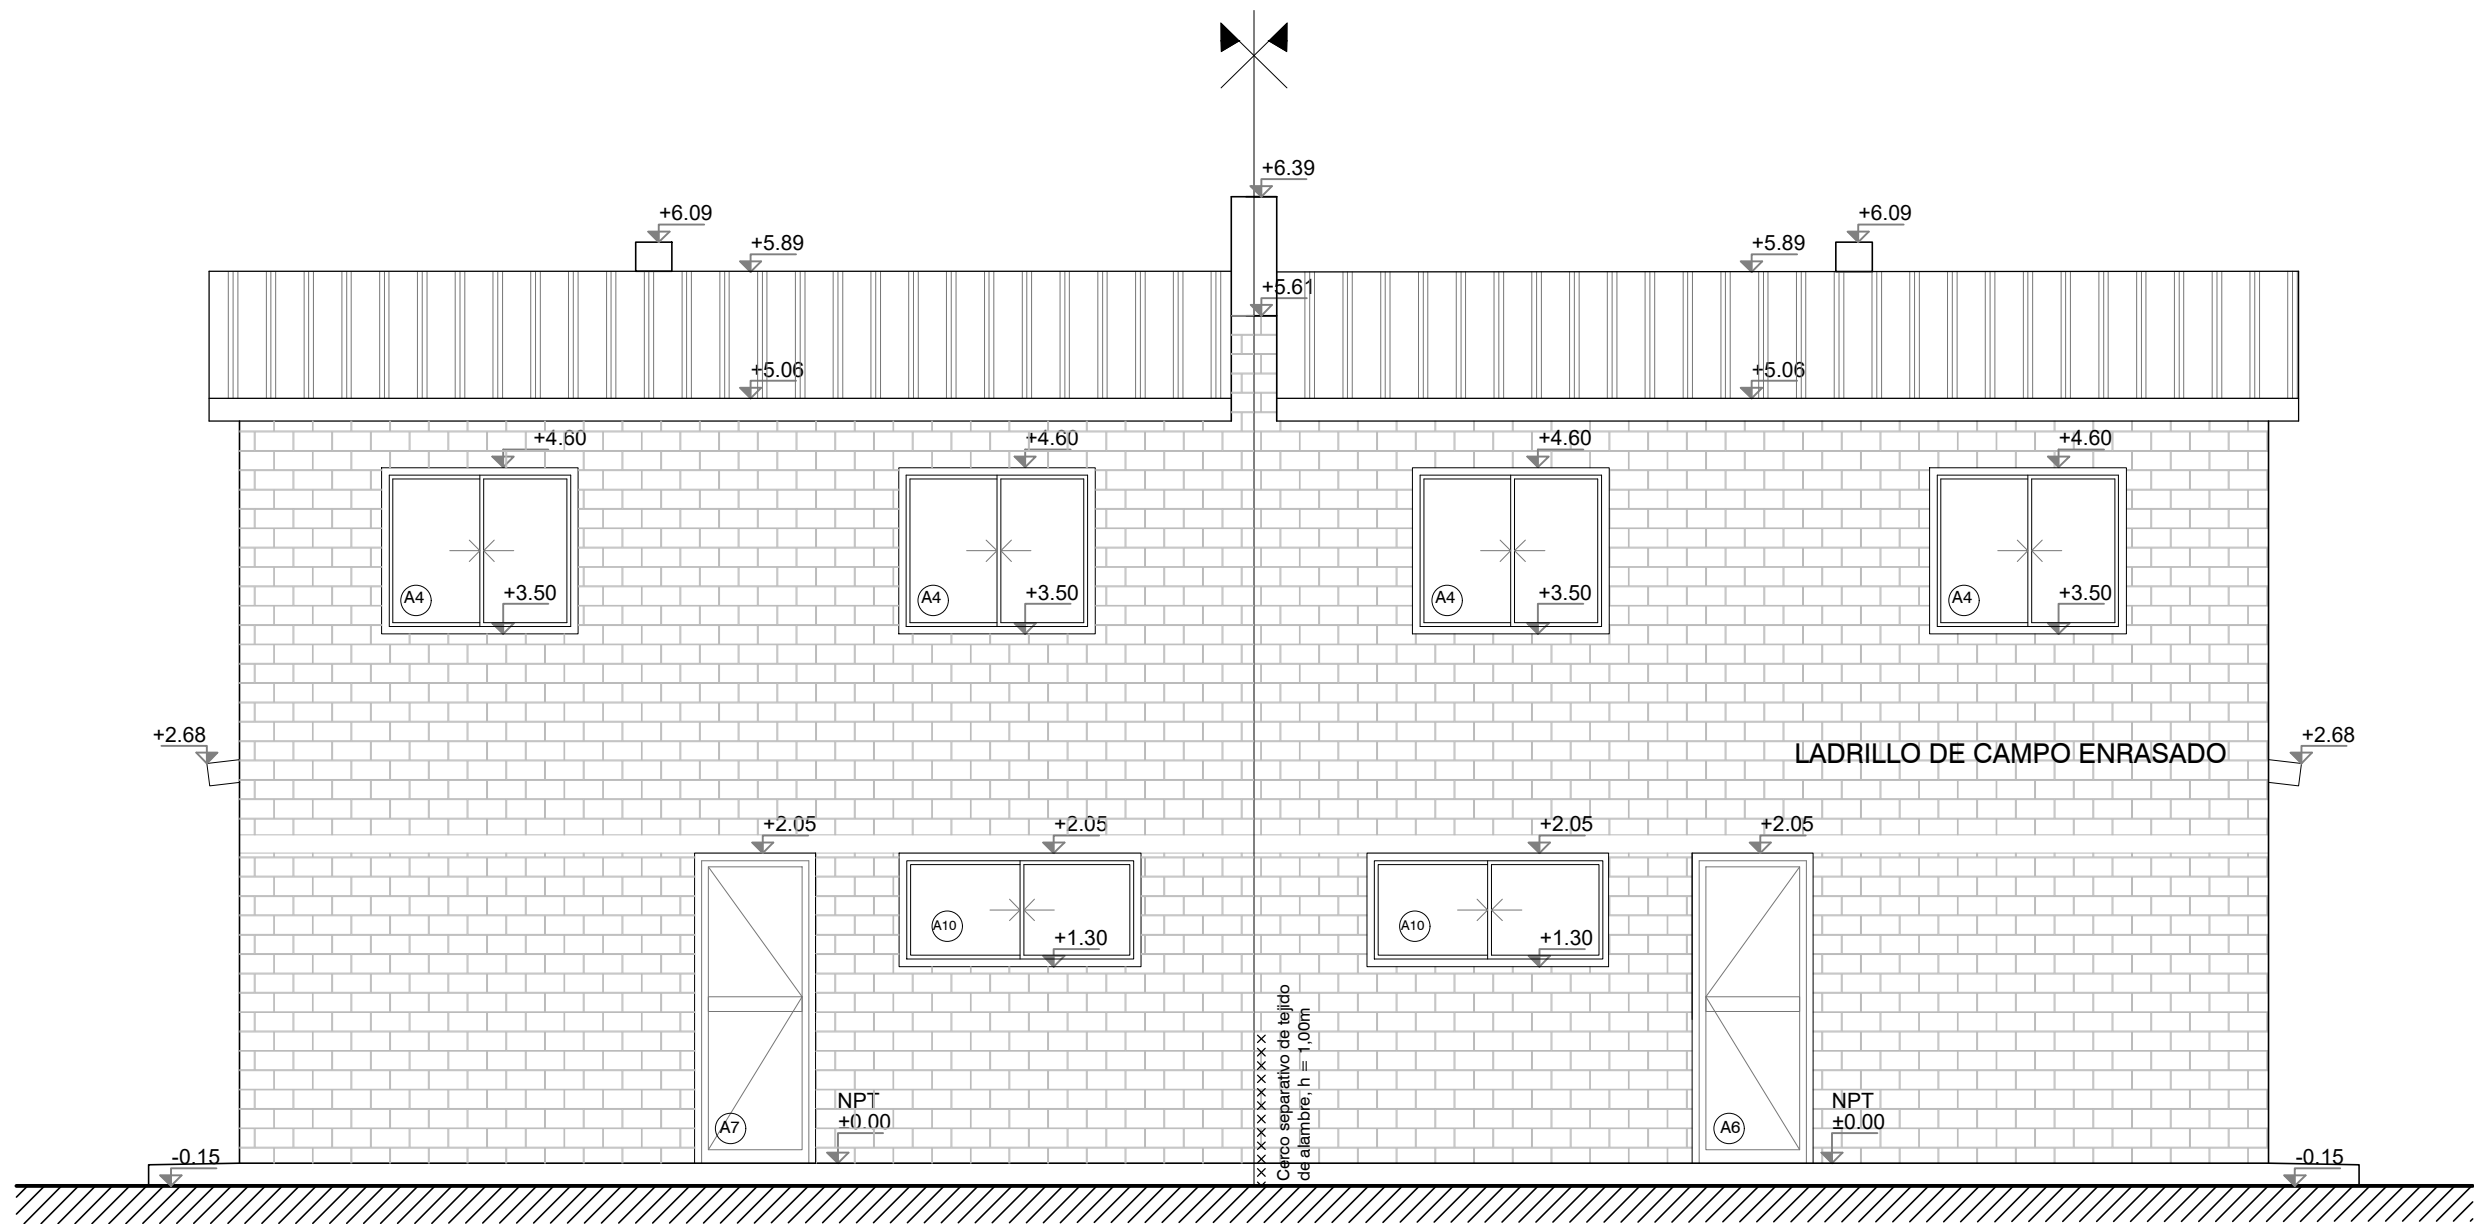 +6.39
+6.09
+6.09
+5.89
+5.89
+5.61
+5.06
+5.06
+4.60
+4.60
+4.60
+4.60
A4
+3.50
A4
+3.50
A4
+3.50
A4
+3.50
+2.68
+2.68
LADRILLO DE CAMPO ENRASADO
+2.05
+2.05
+2.05
+2.05
A10
+1.30
A10
+1.30
Cerco separativo de tejido
de alambre, h = 1,00m
A7
NPT
±0.00
A6
NPT
±0.00
-0.15
-0.15